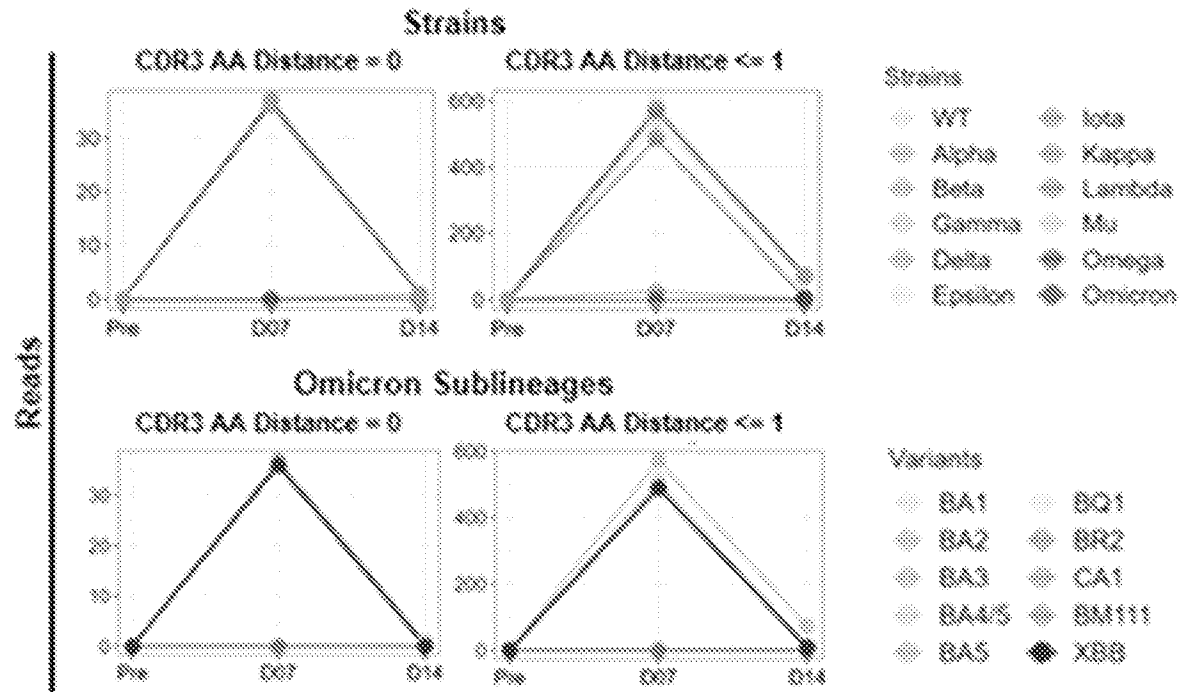 Strains
CDR3 AA Distance = 0
CDR3 AA Distance <= 1
30
20
10
0
Pre
D07
D14
600
400
200
0
Pre
D07
D14
Strains
WT
Iota
Alpha
Kappa
Beta
Lambda
Gamma
Mu
Delta
Omega
Epsilon
Omicron
Reads
Omicron Sublineages
CDR3 AA Distance = 0
CDR3 AA Distance <= 1
30
20
10
0
Pre
D07
D14
600
400
200
0
Pre
D07
D14
Variants
BA1
BQ1
BA2
BR2
BA3
CA1
BA4/5
BM111
BA5
XBB